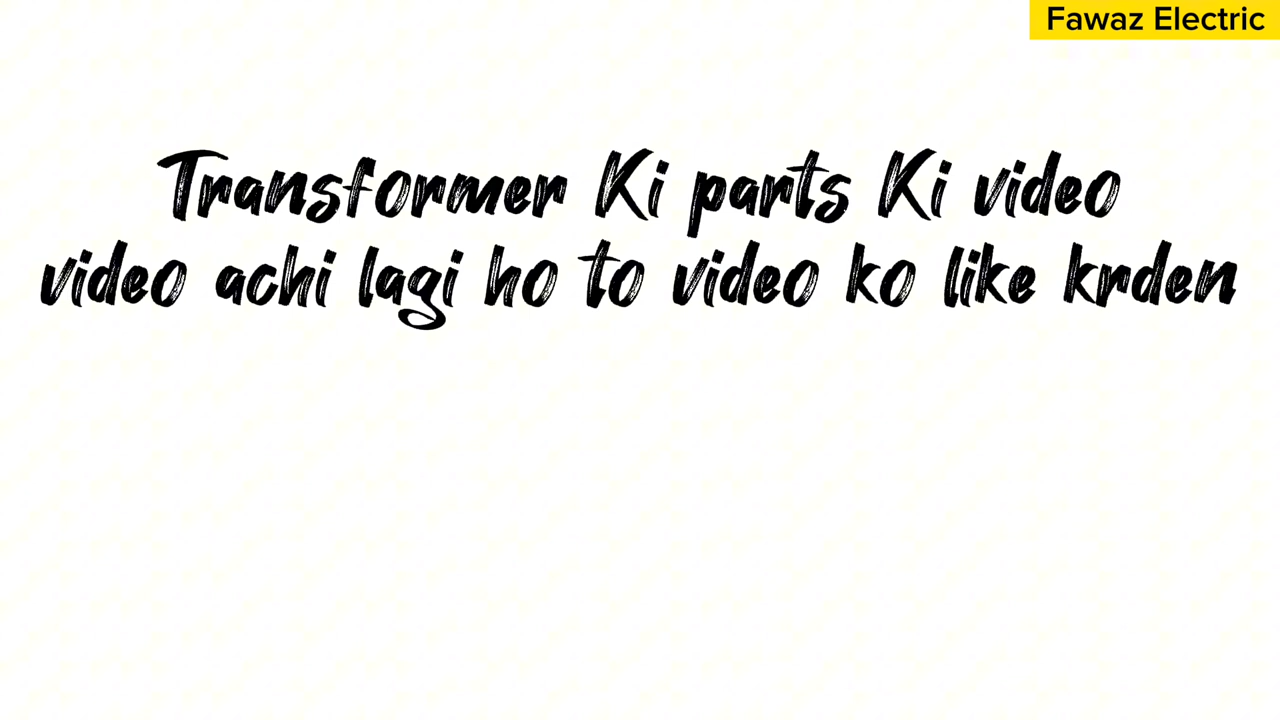 Fawaz Electric
Transformer Ki parts Ki video
video achi lagi ho to video ko like krden